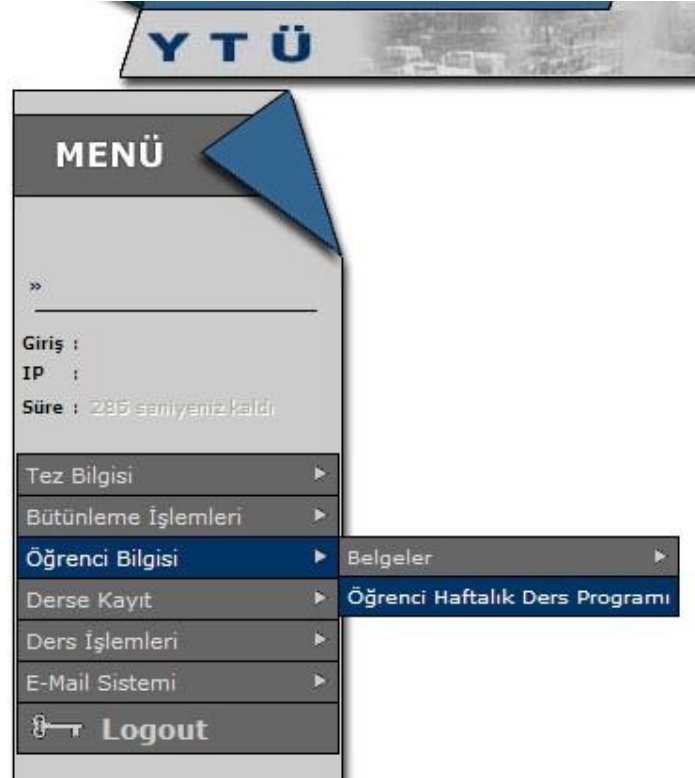 YTÜ
MENÜ
»
Giriş :
IP :
Süre : 286 saniyeniz kaldı
Tez Bilgisi
Bütünleme İşlemleri
Öğrenci Bilgisi
Belgeler
Öğrenci Haftalık Ders Programı
Derse Kayıt
Ders İşlemleri
E-Mail Sistemi
Logout